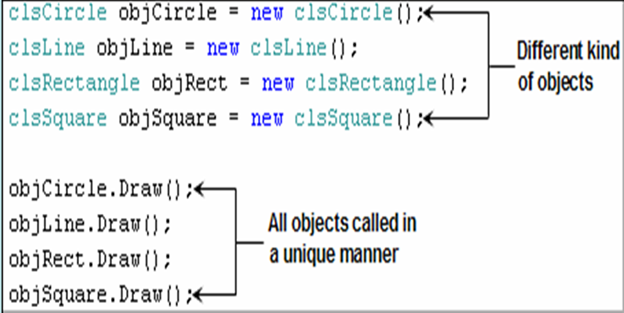 clsCircle objCircle = new clsCircle();
clsLine objLine = new clsLine();
clsRectangle objRect = new clsRectangle();
clsSquare objSquare = new clsSquare();
Different kind
of objects
objCircle.Draw();
objLine.Draw();
objRect.Draw();
objSquare.Draw();
All objects called in
a unique manner